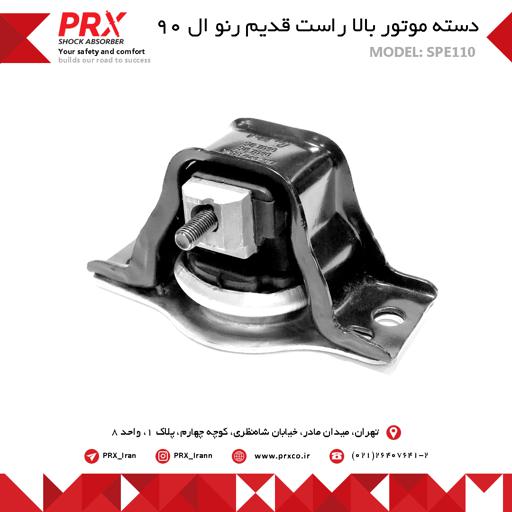 PRX
SHOCK ABSORBER
Your safety and comfort
builds our road to success
دسته موتور بالا راست قدیم رنو ال ۹۰
MODEL: SPE110
تهران، میدان مادر، خیابان شاه‌نظری، کوچه چهارم، پلاک ۱، واحد ۸
PRX_Iran
PRX_Irann
www.prxco.ir
(۰۲۱)۲۶۴۰۷۶۴۱-۲